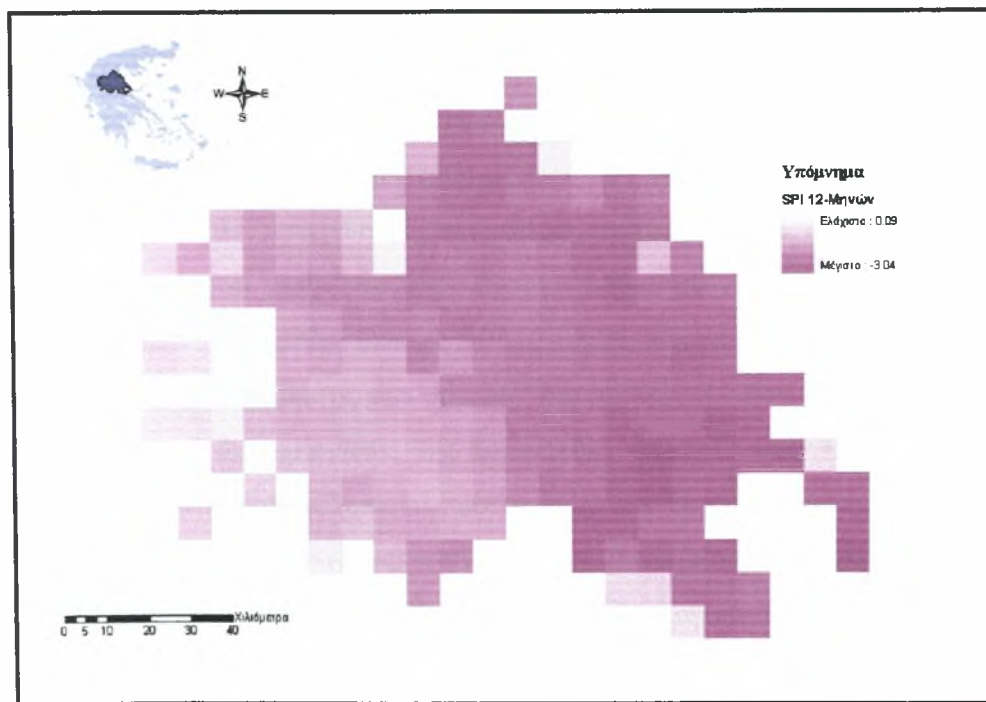 N
W E
S
Υπόμνημα
SPI 12-Μηνών
Ελάχιστο : 0.09
Μέγιστο : -3.04
Χιλιόμετρα
0 5 10 20 30 40